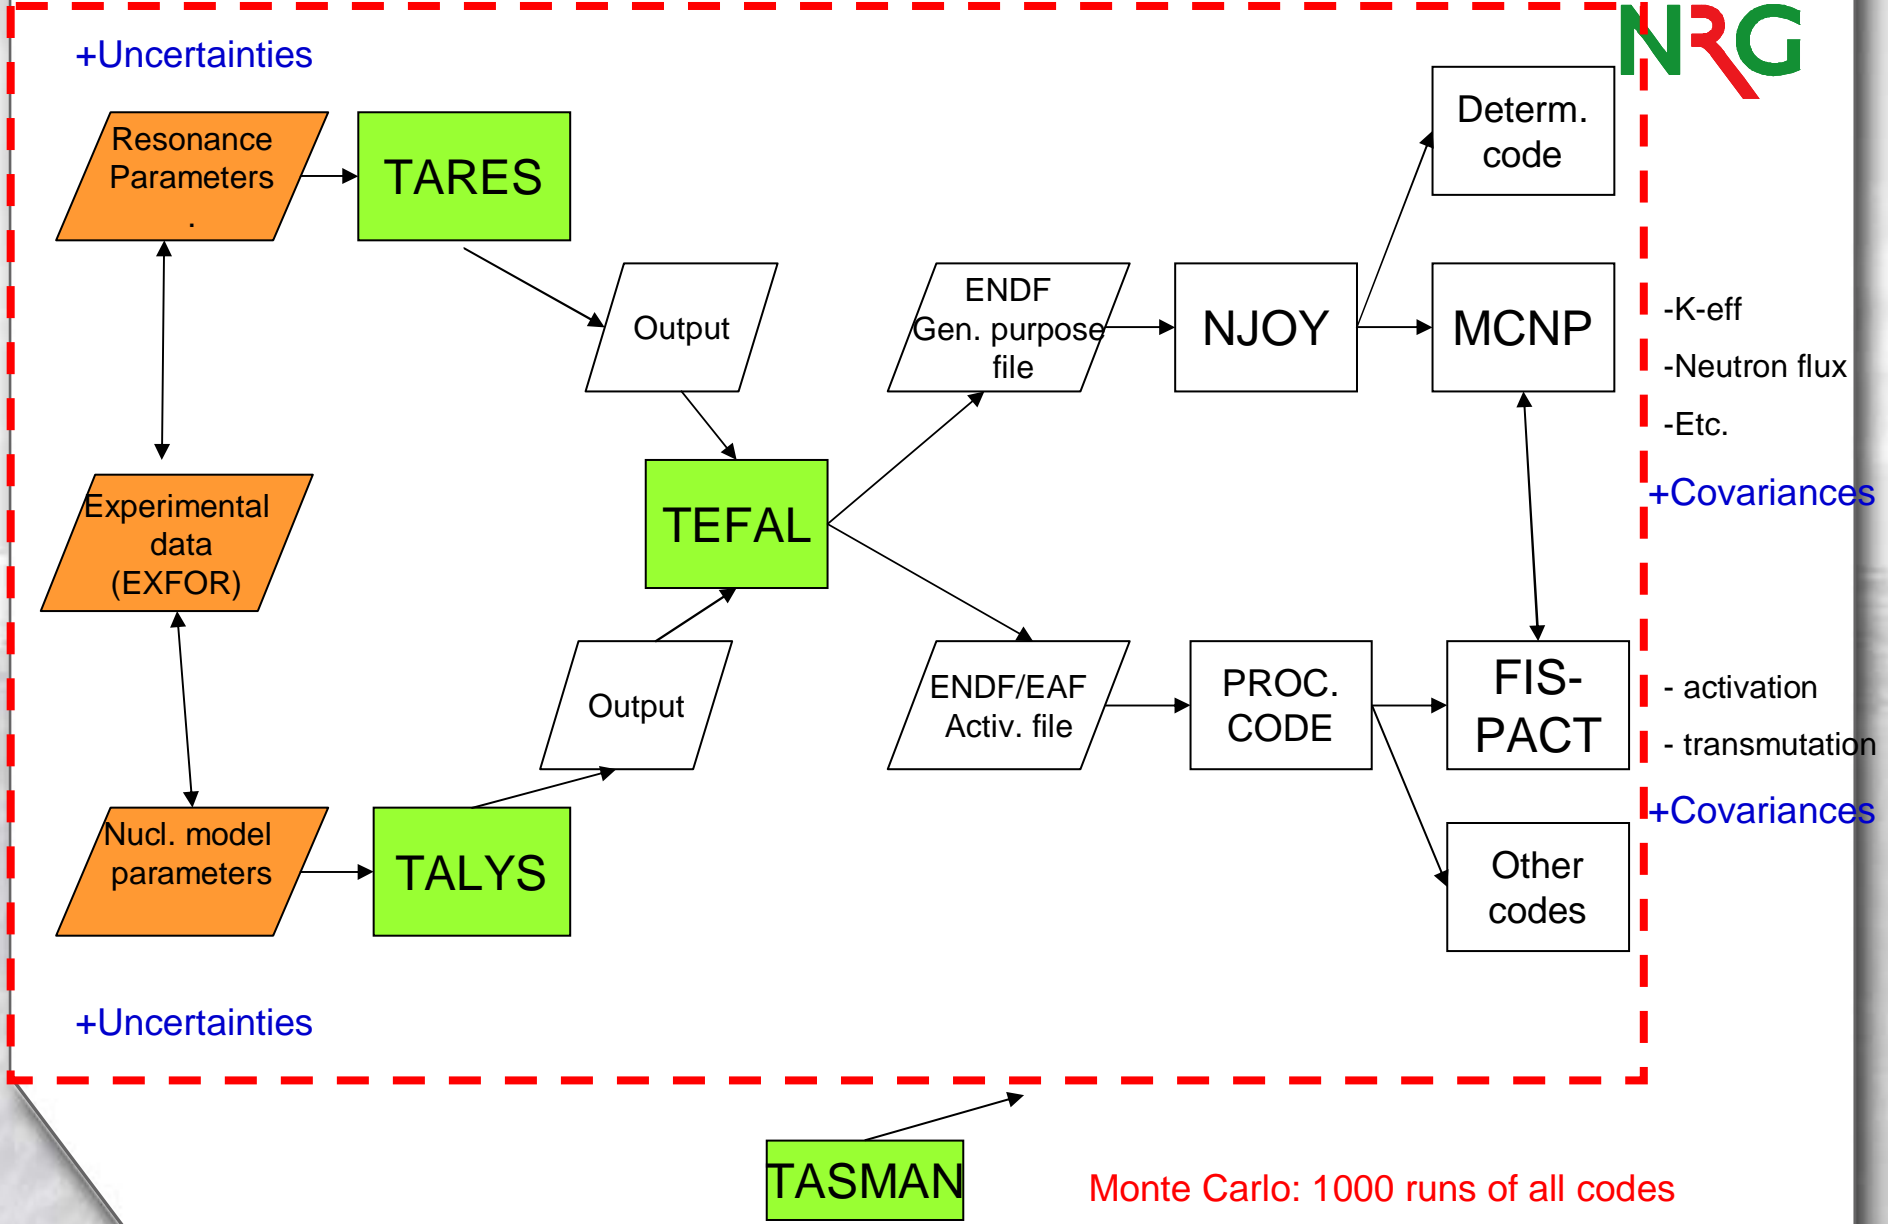 NRG
+Uncertainties
Resonance
Parameters
.
TARES
Determ.
code
Output
ENDF
Gen. purpose
file
NJOY
MCNP
-K-eff
-Neutron flux
-Etc.
+Covariances
Experimental
data
(EXFOR)
TEFAL
Output
ENDF/EAF
Activ. file
PROC.
CODE
FIS-
PACT
- activation
- transmutation
+Covariances
Nucl. model
parameters
TALYS
Other
codes
+Uncertainties
TASMAN
Monte Carlo: 1000 runs of all codes